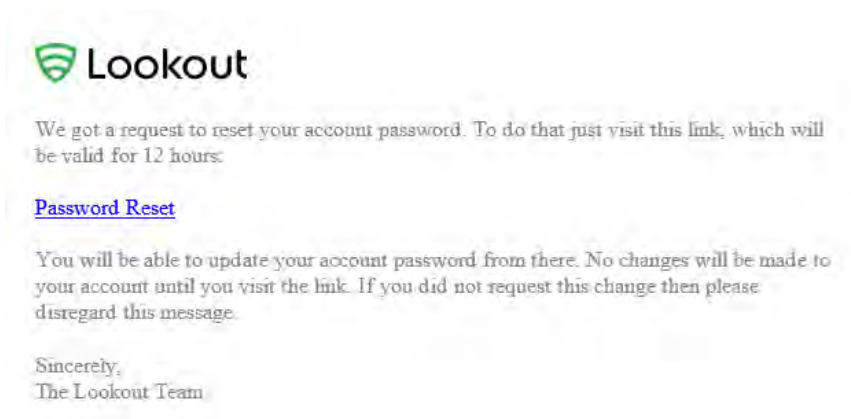 Lookout
We got a request to reset your account password. To do that just visit this link, which will
be valid for 12 hours:
Password Reset
You will be able to update your account password from there. No changes will be made to
your account until you visit the link. If you did not request this change then please
disregard this message.
Sincerely,
The Lookout Team